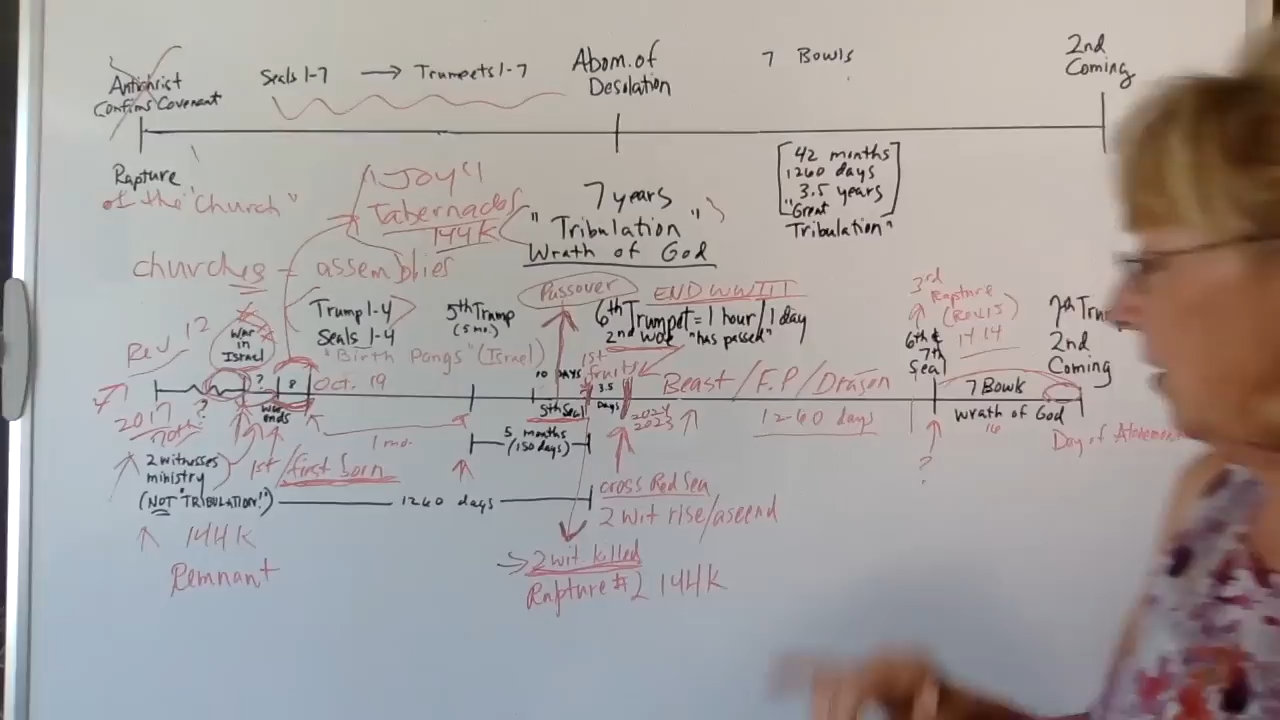 Antichrist
Confirms Covenant
Seals 1-7 → Trumpets 1-7
Abom. of
Desolation
7 Bowls
2nd
Coming
Rapture
of the "church"
"Joy"
Tabernacles
144K
7 years
"Tribulation"
Wrath of God
42 months
1260 days
3.5 years
"Great
Tribulation"
churches - assemblies
Rev 12
War
in
Israel
Trump 1-4
Seals 1-4
"Birth Pangs" (Israel)
5th Trump
(5 mo.)
Passover
END WWIII
6th Trumpet = 1 hour/1 day
2nd woe "has passed"
1st
fruits
3rd
Rapture
(Rev 15)
14 14
6th &
7th
Seal
7th Trum
2nd
Coming
2017
70th
?
?
8
War
ends
Oct. 19
1 mo.
10 DAYS
5th Seal
3.5
Days
2024
2023
Beast / F.P / Dragon
1260 days
7 Bowls
wrath of God
16
Day of Atonement
?
2 witnesses
ministry
(NOT "TRIBULATION!")
1st/first born
5 months
(150 days)
1260 days
cross Red Sea
2 wit rise/ascend
144K
Remnant
2 wit. killed
Rapture #2 144K